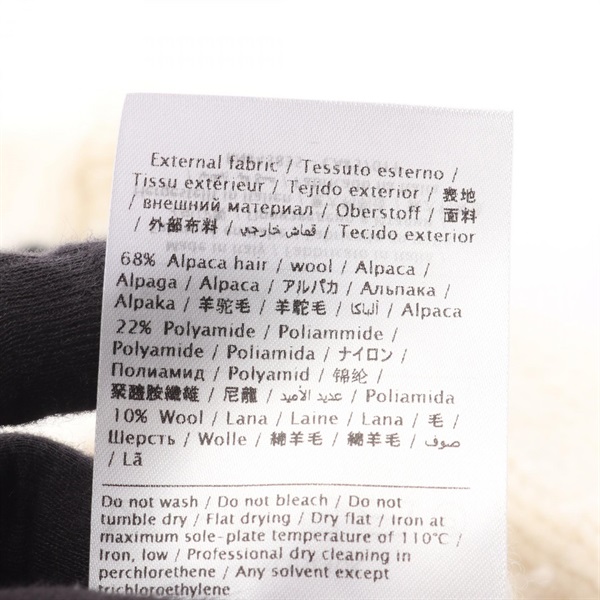 External fabric / Tessuto esterno /
Tissu extérieur / Tejido exterior / 表地
/ внешний материал / Oberstoff / 面料
/ 外部布料 / قماش خارجي / Tecido exterior
68% Alpaca hair / wool / Alpaca /
Alpaga / Alpaca / アルパカ / Альпака /
Alpaka / 羊驼毛 / 羊駝毛 / ألباكا / Alpaca
22% Polyamide / Poliammide /
Polyamide / Poliamida / ナイロン /
Полиамид / Polyamid / 锦纶 /
聚醯胺纖維 / 尼龍 / عديد الأميد / Poliamida
10% Wool / Lana / Laine / Lana / 毛 /
Шерсть / Wolle / 綿羊毛 / 綿羊毛 / صوف
/ Lã
Do not wash / Do not bleach / Do not
tumble dry / Flat drying / Dry flat / Iron at
maximum sole-plate temperature of 110°C /
Iron, low / Professional dry cleaning in
perchlorethene / Any solvent except
trichloroethylene